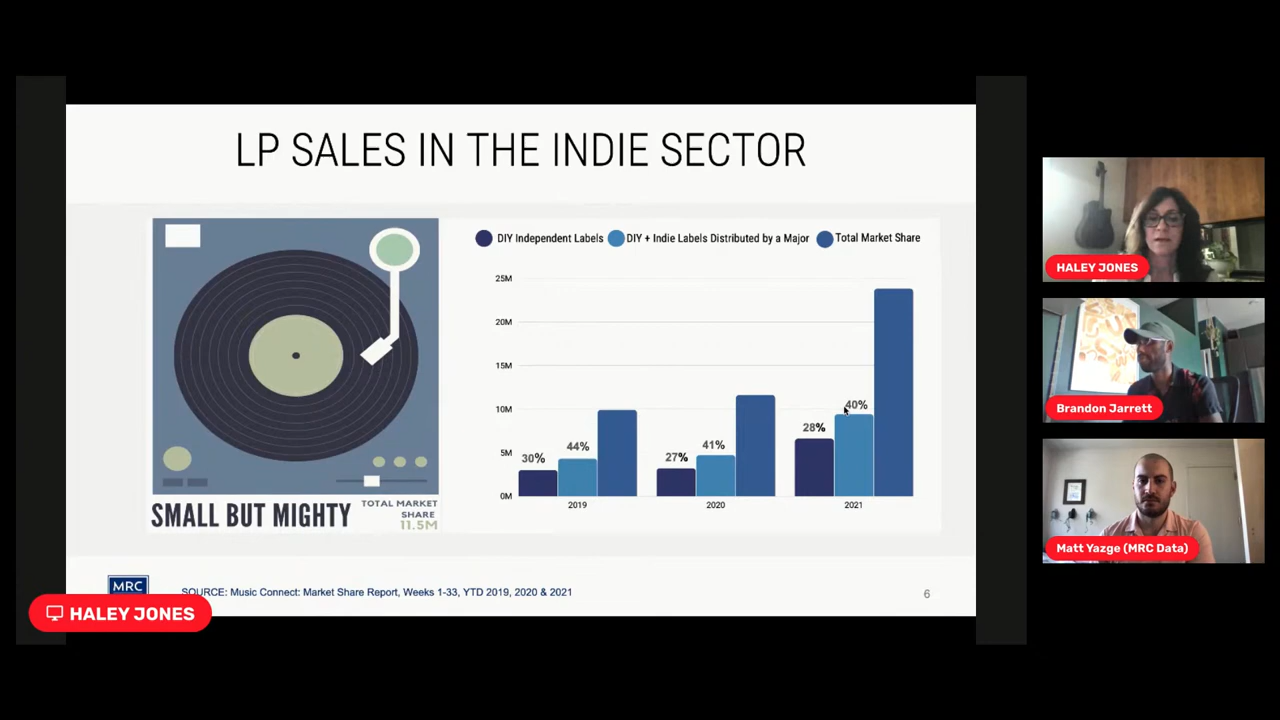 LP SALES IN THE INDIE SECTOR
DIY Independent Labels DIY + Indie Labels Distributed by a Major Total Market Share
25M
20M
15M
10M
5M
0M
30%
44%
27%
41%
28%
40%
2019
2020
2021
SMALL BUT MIGHTY
TOTAL MARKET
SHARE
11.5M
MRC
SOURCE: Music Connect: Market Share Report, Weeks 1-33, YTD 2019, 2020 & 2021
6
HALEY JONES
HALEY JONES
Brandon Jarrett
Matt Yazge (MRC Data)